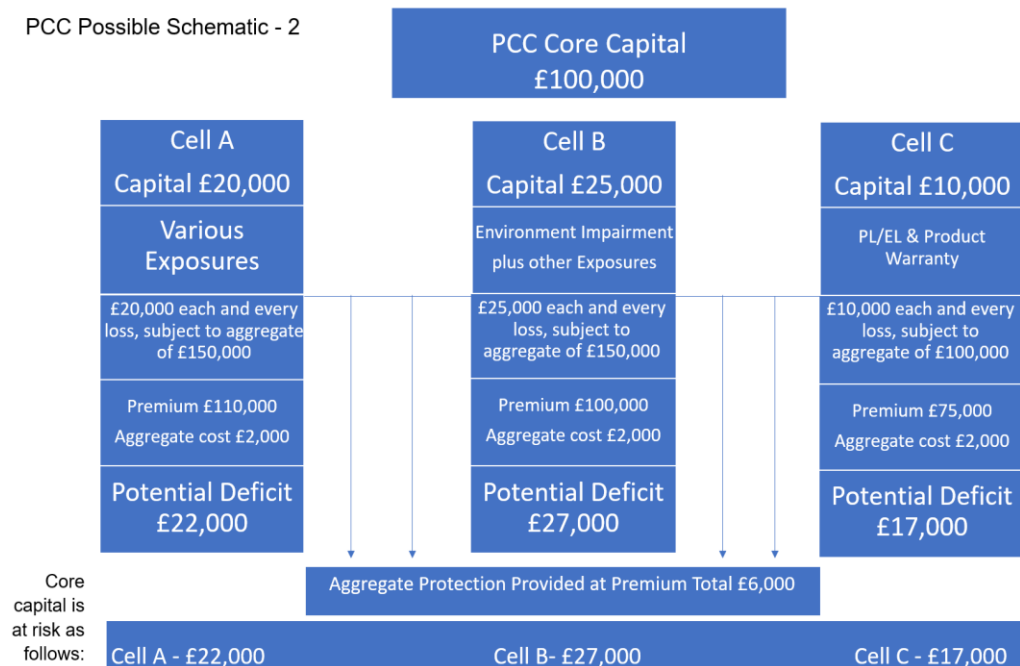 PCC Possible Schematic - 2
PCC Core Capital
£100,000
Cell A
Capital £20,000
Various
Exposures
£20,000 each and every
loss, subject to aggregate
of £150,000
Premium £110,000
Aggregate cost £2,000
Potential Deficit
£22,000
Cell B
Capital £25,000
Environment Impairment
plus other Exposures
£25,000 each and every
loss, subject to
aggregate of £150,000
Premium £100,000
Aggregate cost £2,000
Potential Deficit
£27,000
Cell C
Capital £10,000
PL/EL & Product
Warranty
£10,000 each and every
loss, subject to
aggregate of £100,000
Premium £75,000
Aggregate cost £2,000
Potential Deficit
£17,000
Aggregate Protection Provided at Premium Total £6,000
Core
capital is
at risk as
follows:
Cell A - £22,000
Cell B- £27,000
Cell C - £17,000